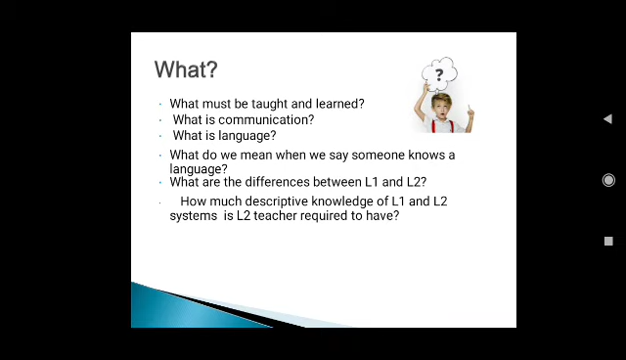 What?
?
What must be taught and learned?
What is communication?
What is language?
What do we mean when we say someone knows a
language?
What are the differences between L1 and L2?
How much descriptive knowledge of L1 and L2
systems is L2 teacher required to have?